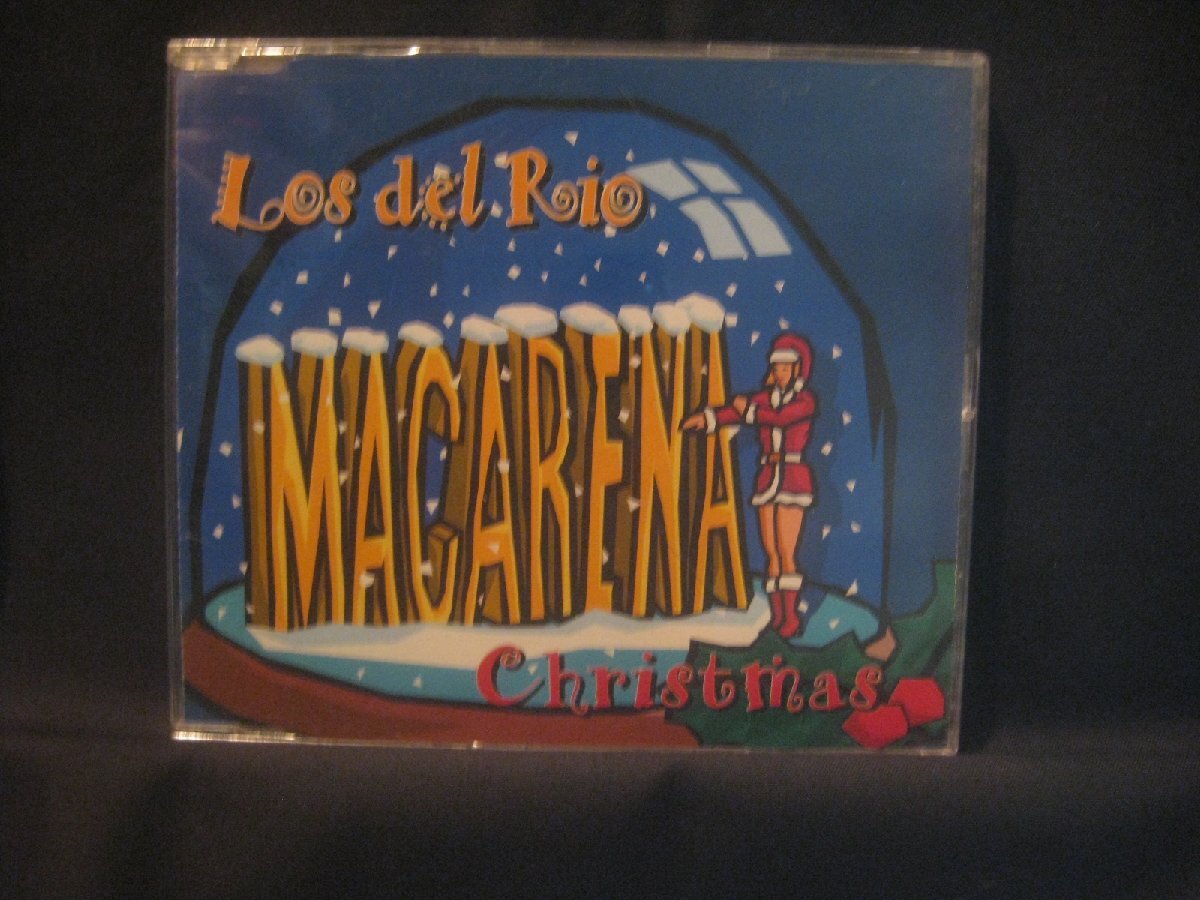 Los del Rio
MACARENA
Christmas